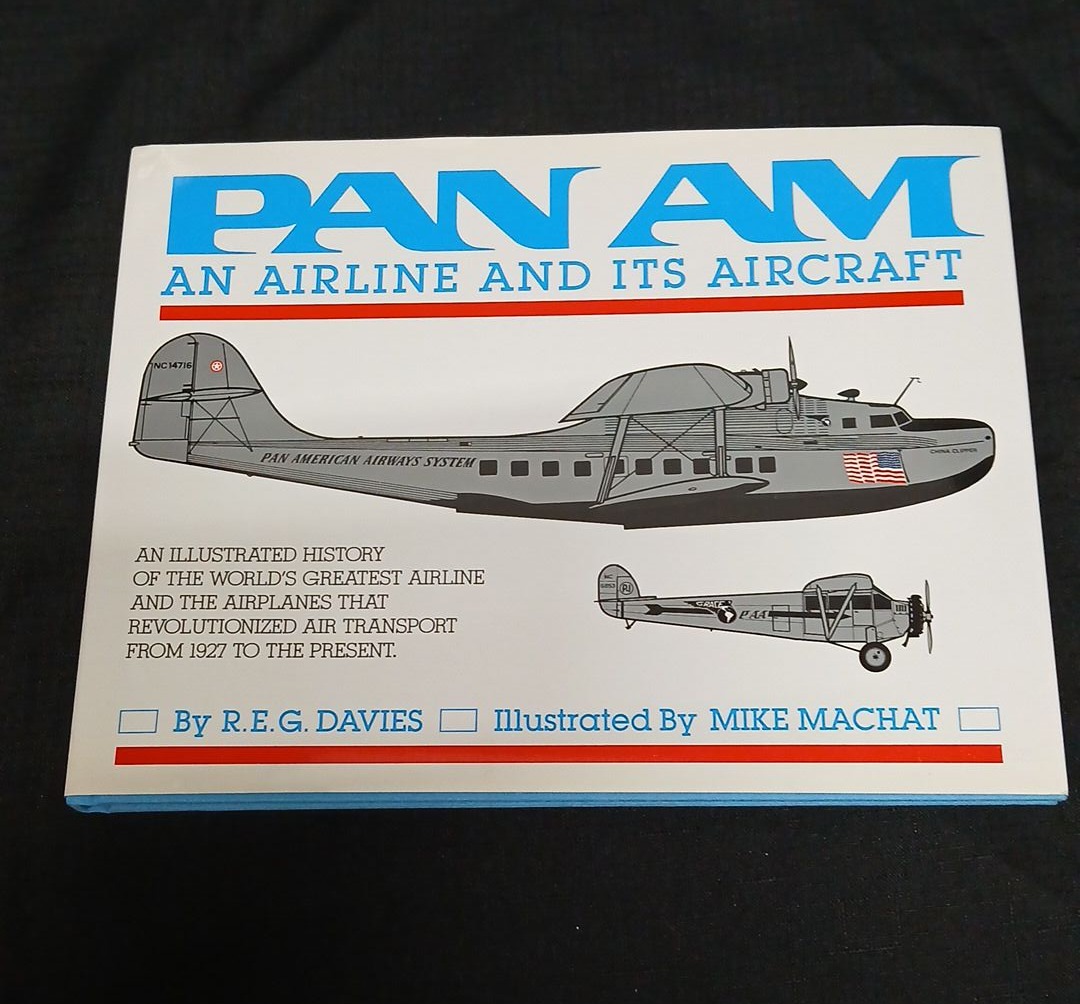 PAN AM
AN AIRLINE AND ITS AIRCRAFT
NC14716
PAN AMERICAN AIRWAYS SYSTEM
CHINA CLIPPER
AN ILLUSTRATED HISTORY
OF THE WORLD'S GREATEST AIRLINE
AND THE AIRPLANES THAT
REVOLUTIONIZED AIR TRANSPORT
FROM 1927 TO THE PRESENT.
NC
GRACE
PAA
By R.E.G. DAVIES Illustrated By MIKE MACHAT